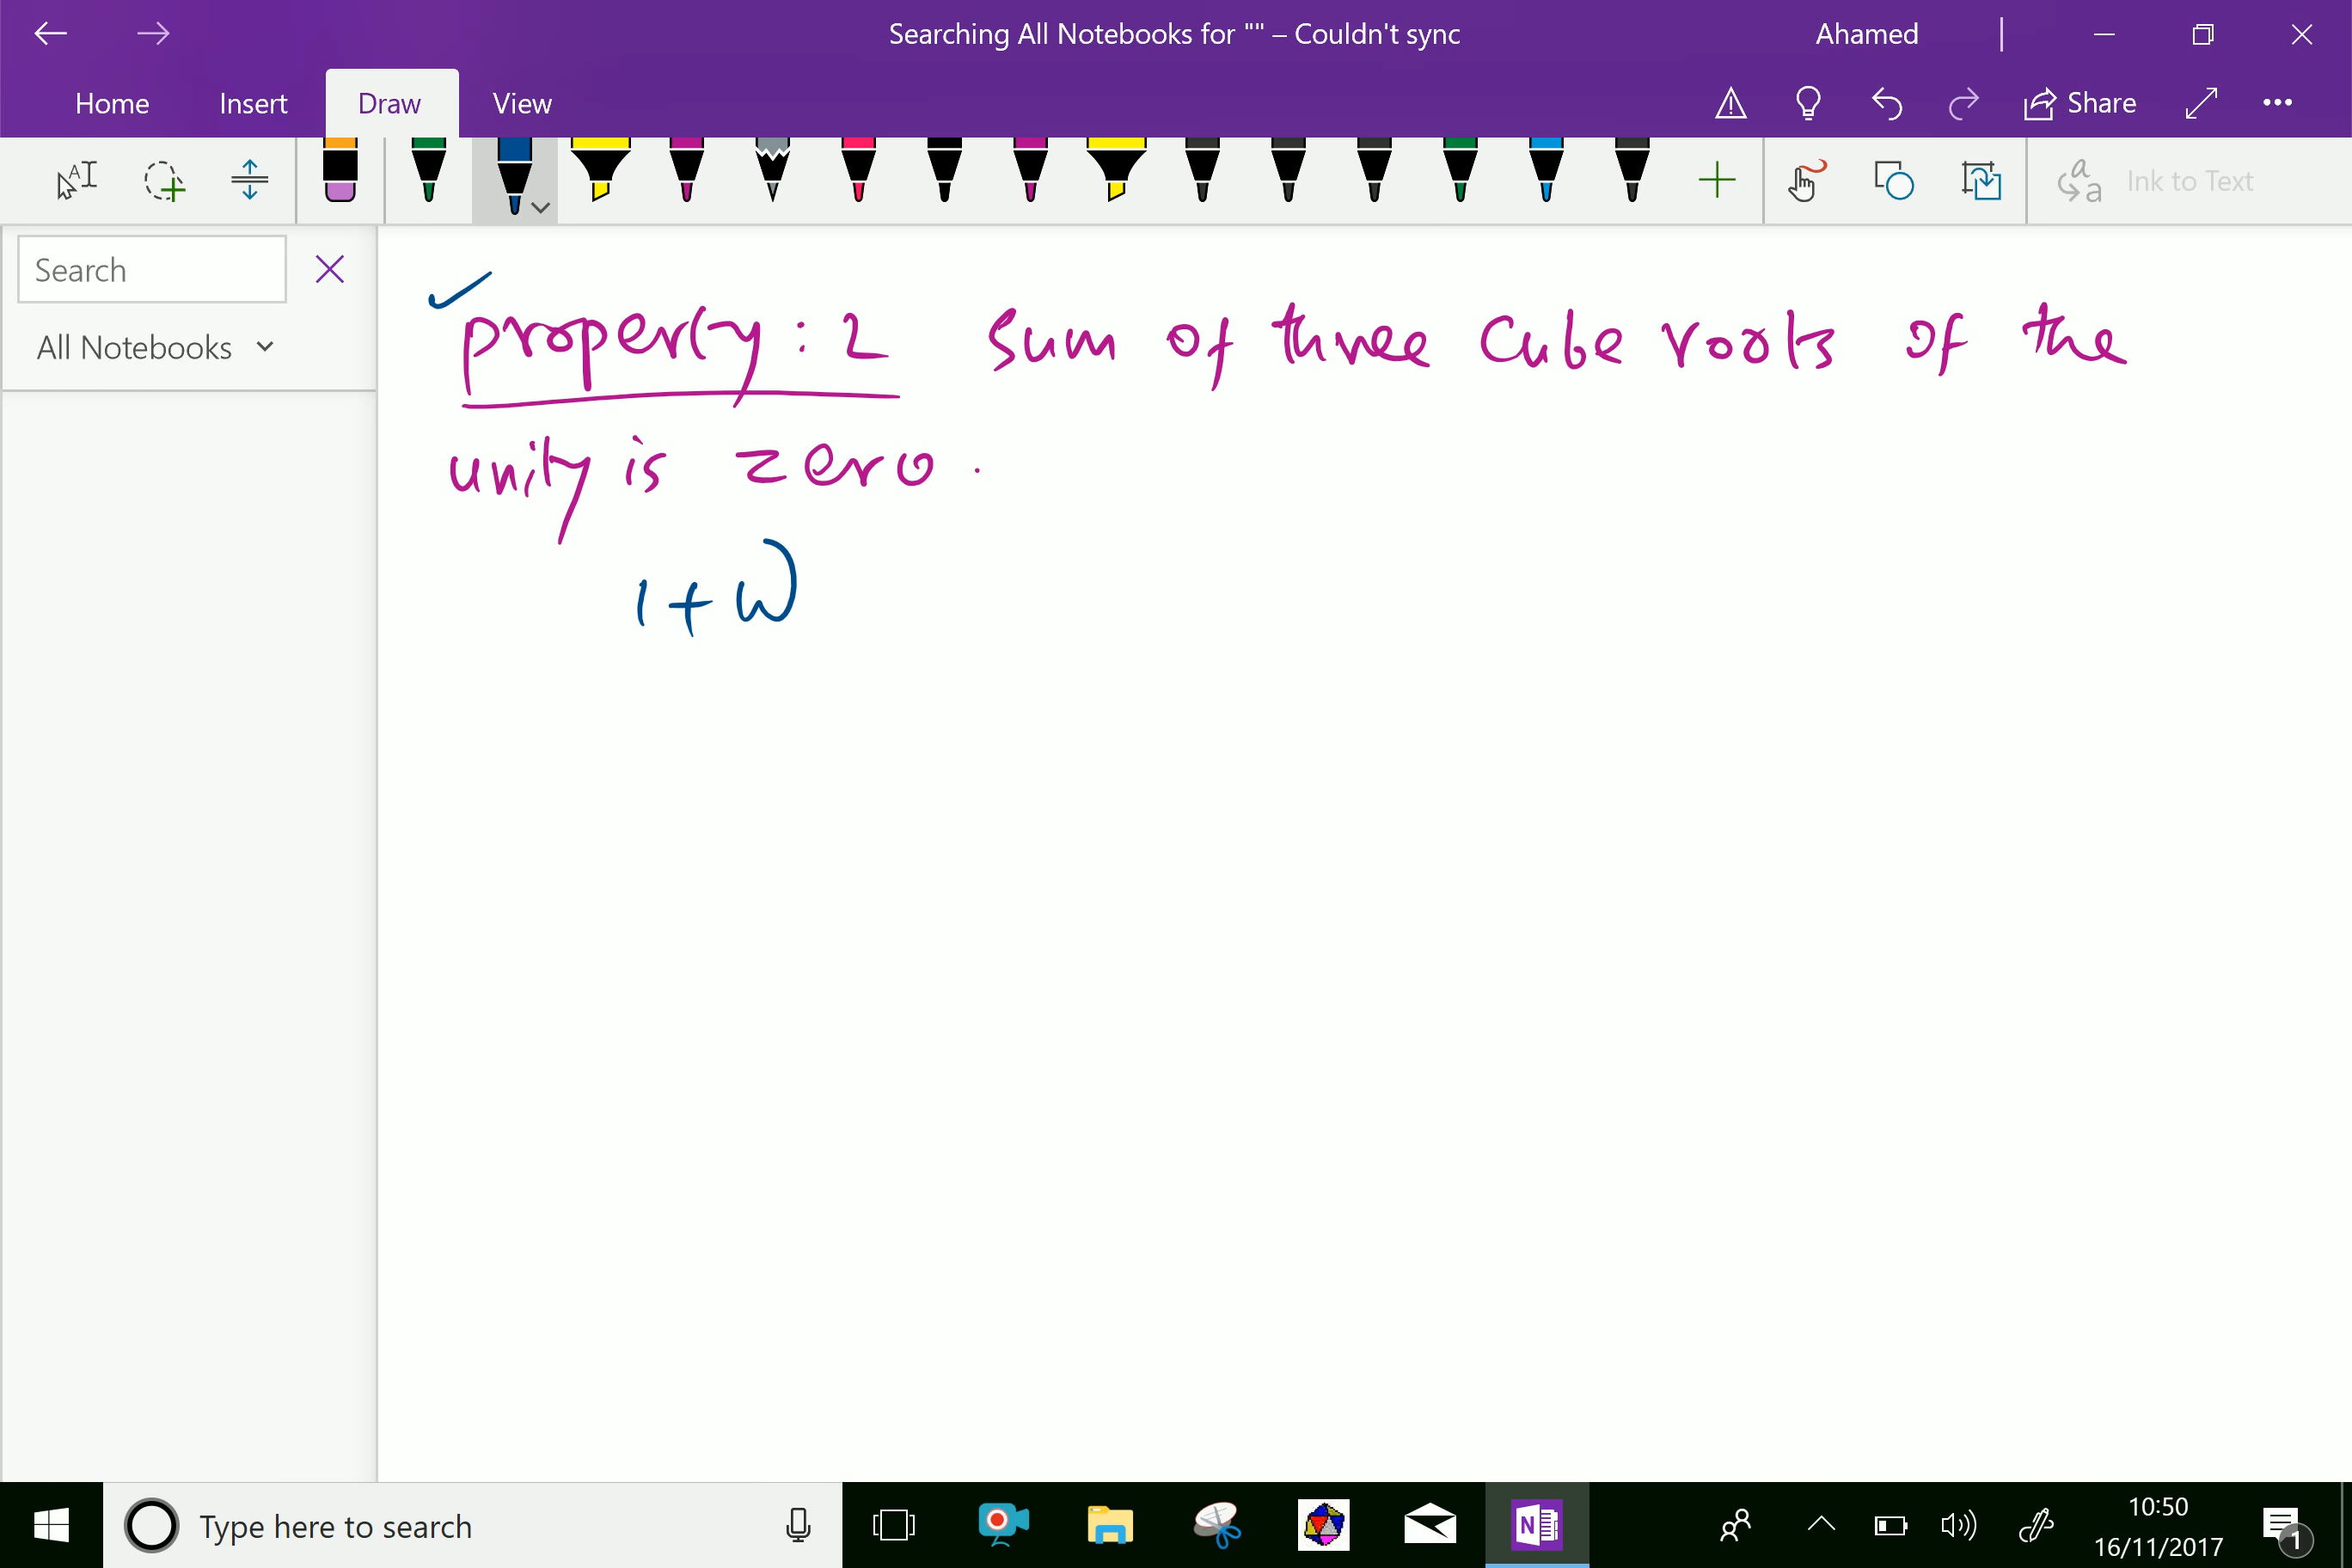 Searching All Notebooks for "" – Couldn't sync
Ahamed
Home Insert Draw View
Share
Ink to Text
Search
All Notebooks
property : 2 Sum of three Cube roots of the
unity is zero .
1 + ω
Type here to search
N
10:50
16/11/2017
1